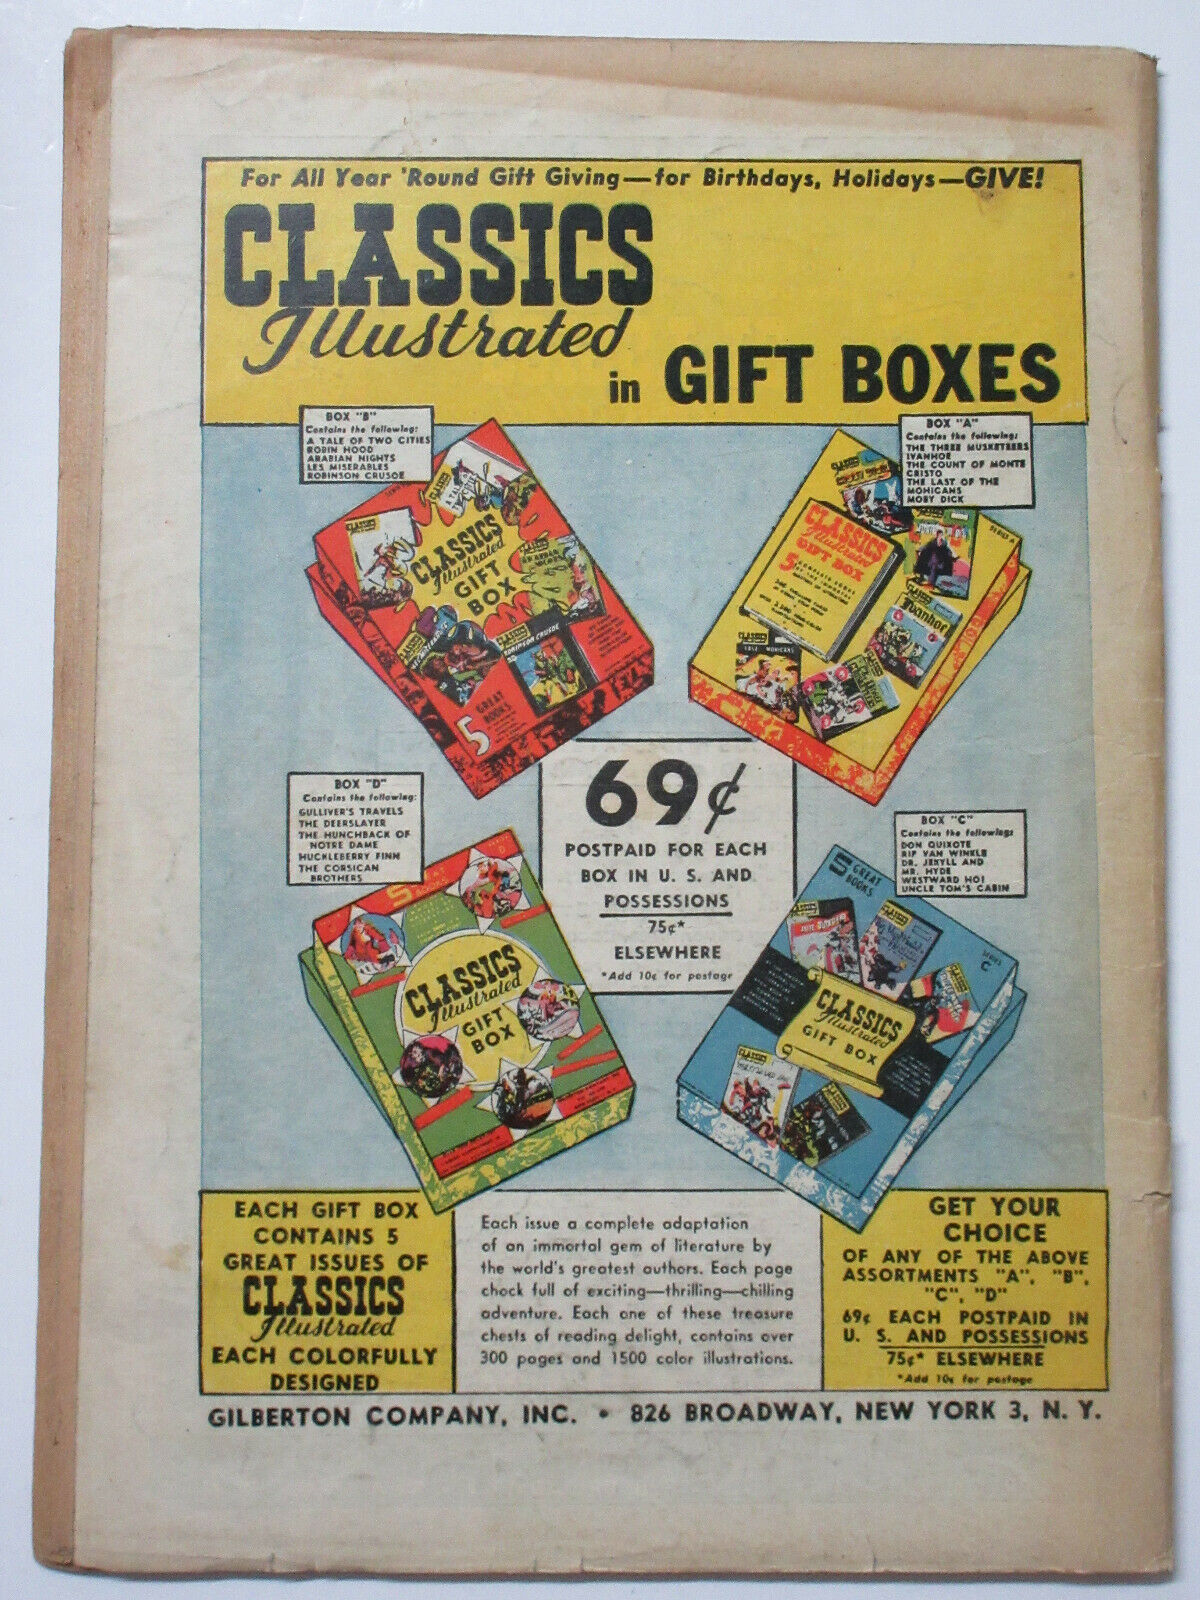 For All Year 'Round Gift Giving—for Birthdays, Holidays—GIVE!
CLASSICS
Illustrated
in GIFT BOXES
BOX "B"
Contains the following:
A TALE OF TWO CITIES
ROBIN HOOD
ARABIAN NIGHTS
LES MISERABLES
ROBINSON CRUSOE
BOX "A"
Contains the following:
THE THREE MUSKETEERS
IVANHOE
THE COUNT OF MONTE
CRISTO
THE LAST OF THE
MOHICANS
MOBY DICK
CLASSICS
Illustrated
GIFT
BOX
5
GREAT
BOOKS
ROBINSON CRUSOE
CLASSICS
Illustrated
GIFT BOX
5
SERIES A
Ivanhoe
LAST MOHICANS
69¢
POSTPAID FOR EACH
BOX IN U. S. AND
POSSESSIONS
75¢*
ELSEWHERE
*Add 10¢ for postage
BOX "D"
Contains the following:
GULLIVER'S TRAVELS
THE DEERSLAYER
THE HUNCHBACK OF
NOTRE DAME
HUCKLEBERRY FINN
THE CORSICAN
BROTHERS
BOX "C"
Contains the following:
DON QUIXOTE
RIP VAN WINKLE
DR. JEKYLL AND
MR. HYDE
WESTWARD HO!
UNCLE TOM'S CABIN
5
CLASSICS
Illustrated
GIFT
BOX
5 GREAT
BOOKS
SERIES
C
CLASSICS
Illustrated
GIFT BOX
EACH GIFT BOX
CONTAINS 5
GREAT ISSUES OF
CLASSICS
Illustrated
EACH COLORFULLY
DESIGNED
Each issue a complete adaptation
of an immortal gem of literature by
the world's greatest authors. Each page
chock full of exciting—thrilling—chilling
adventure. Each one of these treasure
chests of reading delight, contains over
300 pages and 1500 color illustrations.
GET YOUR
CHOICE
OF ANY OF THE ABOVE
ASSORTMENTS "A", "B",
"C", "D"
69¢ EACH POSTPAID IN
U. S. AND POSSESSIONS
75¢* ELSEWHERE
*Add 10¢ for postage
GILBERTON COMPANY, INC. • 826 BROADWAY, NEW YORK 3, N. Y.